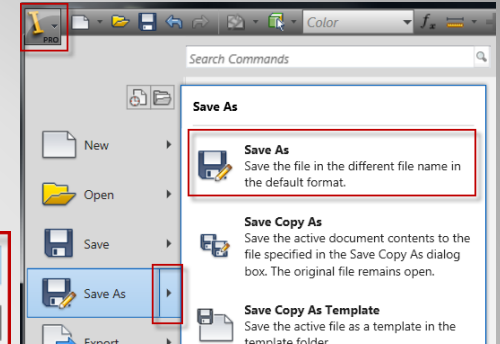 PRO
Color
fx
Search Commands
Save As
New
Open
Save
Save As
Export
Save As
Save the file in the different file name in
the default format.
Save Copy As
Save the active document contents to the
file specified in the Save Copy As dialog
box. The original file remains open.
Save Copy As Template
Save the active file as a template in the
template folder.